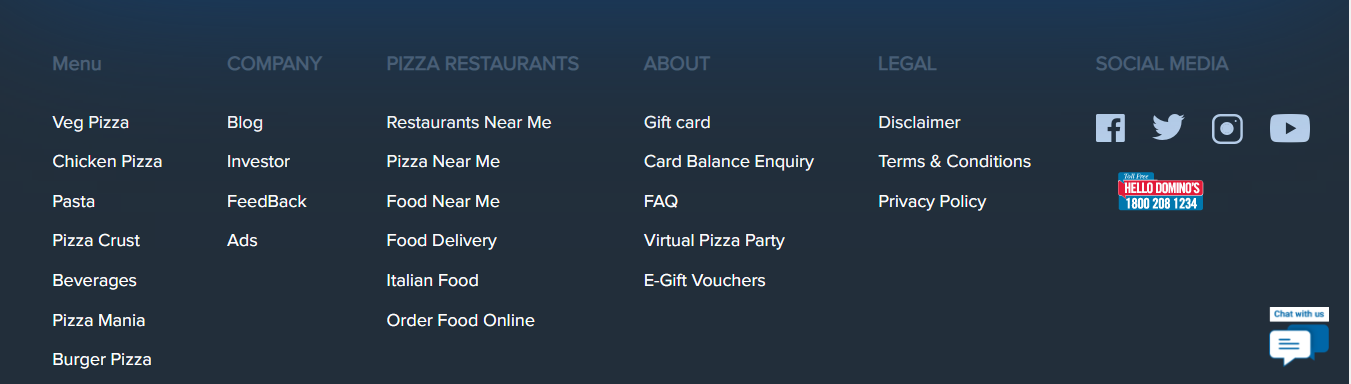 Menu
Veg Pizza
Chicken Pizza
Pasta
Pizza Crust
Beverages
Pizza Mania
Burger Pizza
COMPANY
Blog
Investor
FeedBack
Ads
PIZZA RESTAURANTS
Restaurants Near Me
Pizza Near Me
Food Near Me
Food Delivery
Italian Food
Order Food Online
ABOUT
Gift card
Card Balance Enquiry
FAQ
Virtual Pizza Party
E-Gift Vouchers
LEGAL
Disclaimer
Terms & Conditions
Privacy Policy
SOCIAL MEDIA
Toll Free
HELLO DOMINO'S
1800 208 1234
Chat with us